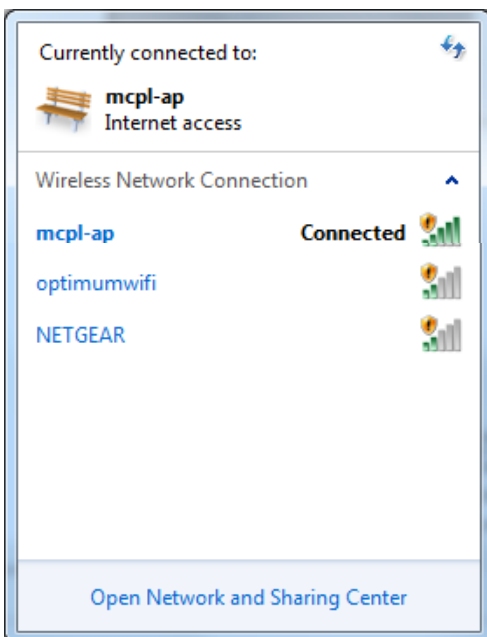 Currently connected to:
mcpl-ap
Internet access
Wireless Network Connection
mcpl-ap Connected
optimumwifi
NETGEAR
Open Network and Sharing Center